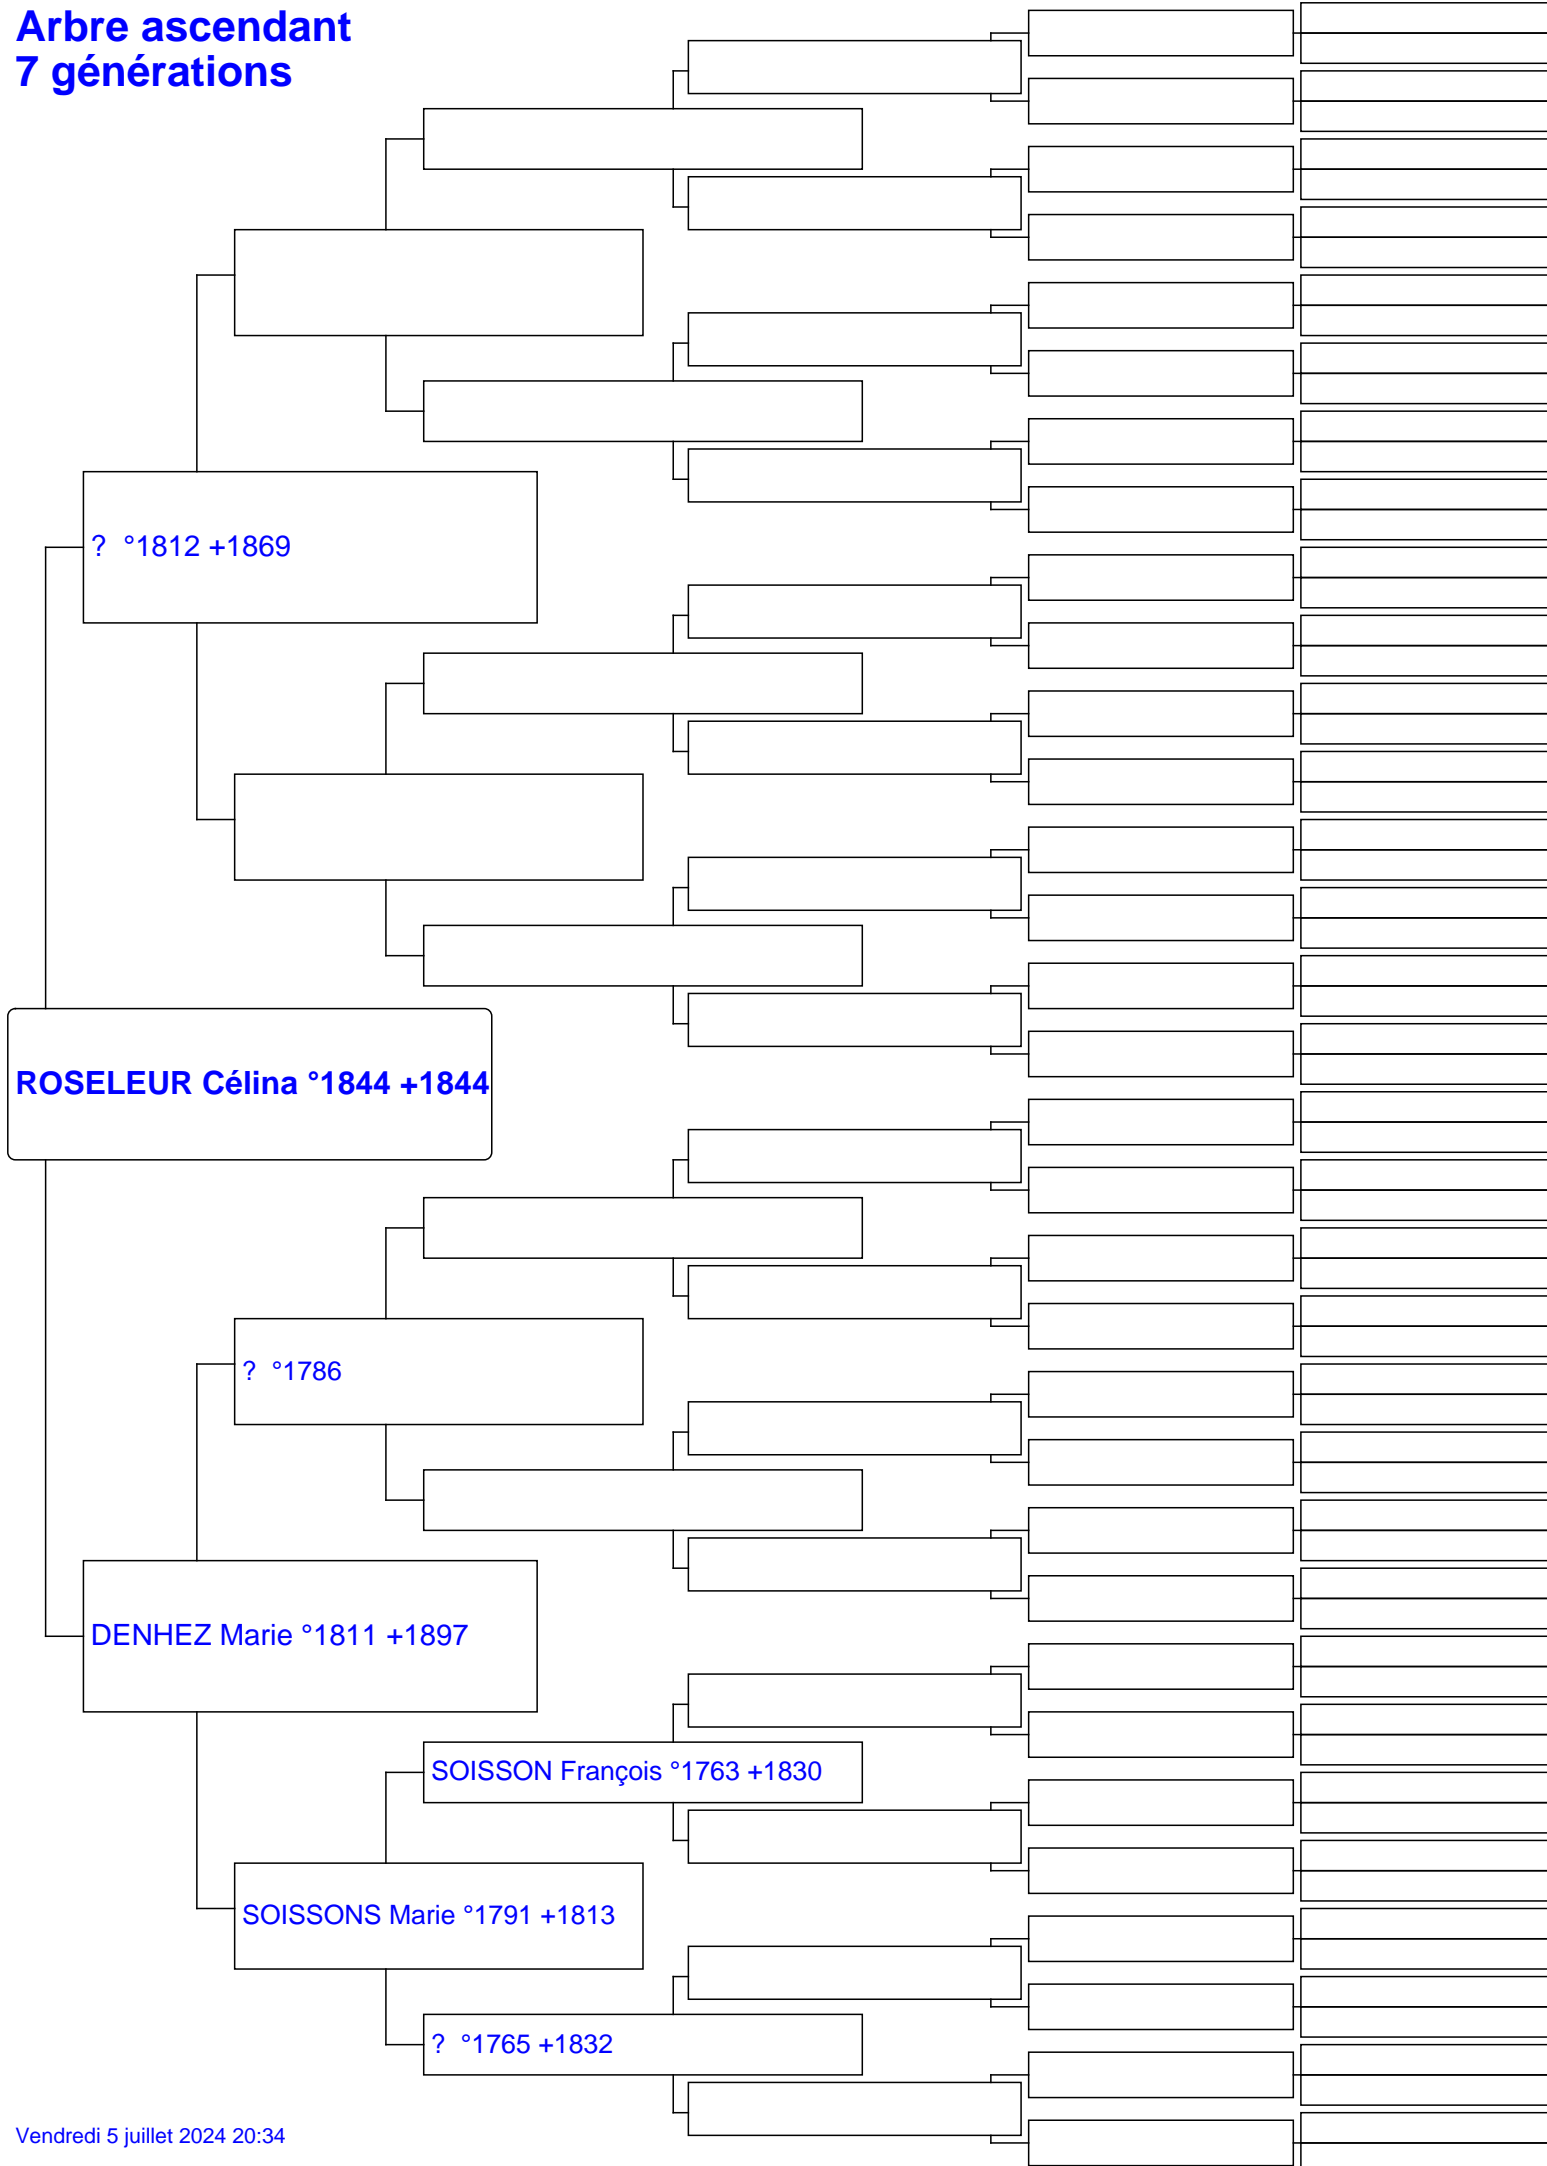 Arbre ascendant
7 générations
? °1812 +1869
ROSELEUR Célina °1844 +1844
? °1786
DENHEZ Marie °1811 +1897
SOISSON François °1763 +1830
SOISSONS Marie °1791 +1813
? °1765 +1832
Vendredi 5 juillet 2024 20:34